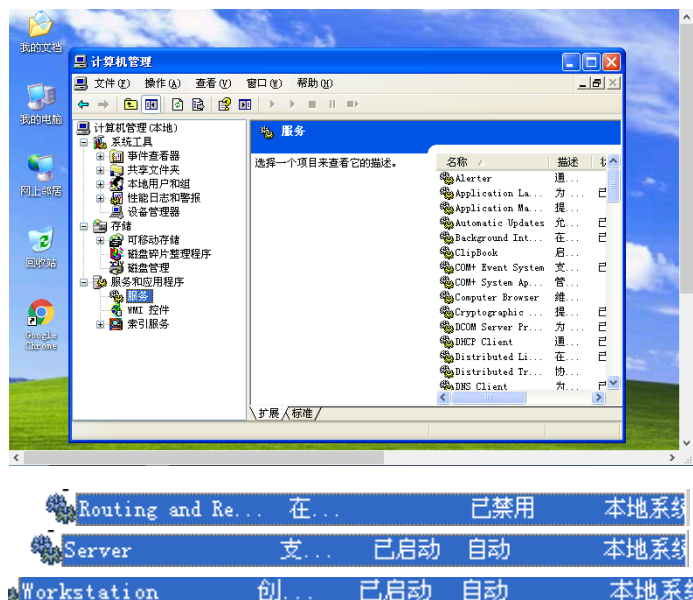 我的文档
我的电脑
网上邻居
回收站
Google Chrome
计算机管理
文件(F) 操作(A) 查看(V) 窗口(W) 帮助(H)
计算机管理(本地)
系统工具
事件查看器
共享文件夹
本地用户和组
性能日志和警报
设备管理器
存储
可移动存储
磁盘碎片整理程序
磁盘管理
服务和应用程序
服务
WMI 控件
索引服务
服务
选择一个项目来查看它的描述。
名称 描述
Alerter 通...
Application La... 为 ... 已
Application Ma... 提...
Automatic Updates 允... 已
Background Int... 在... 已
ClipBook 启...
COM+ Event System 支... 已
COM+ System Ap... 管...
Computer Browser 维...
Cryptographic ... 提... 已
DCOM Server Pr... 为 ... 已
DHCP Client 通... 已
Distributed Li... 在... 已
Distributed Tr... 协...
DNS Client 为... 已
扩展 标准
Routing and Re... 在... 已禁用 本地系统
Server 支... 已启动 自动 本地系统
Workstation 创... 已启动 自动 本地系统